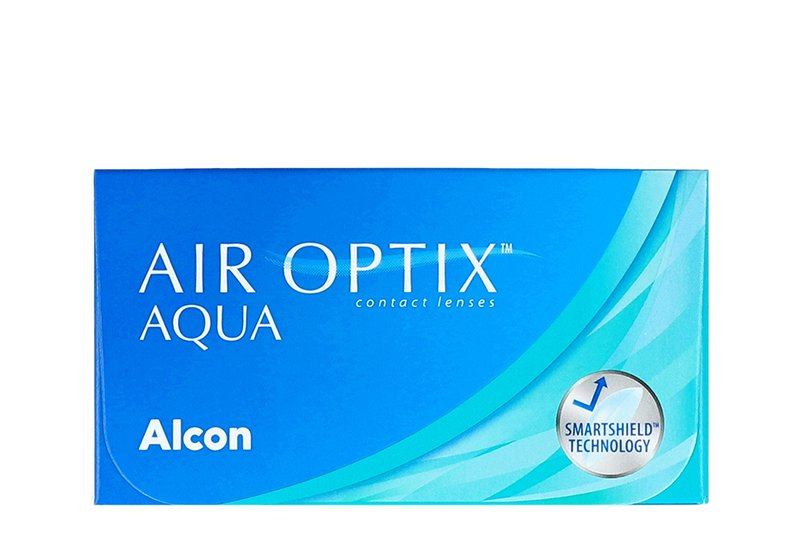 AIR OPTIX™
contact lenses
AQUA
Alcon
SMARTSHIELD™
TECHNOLOGY